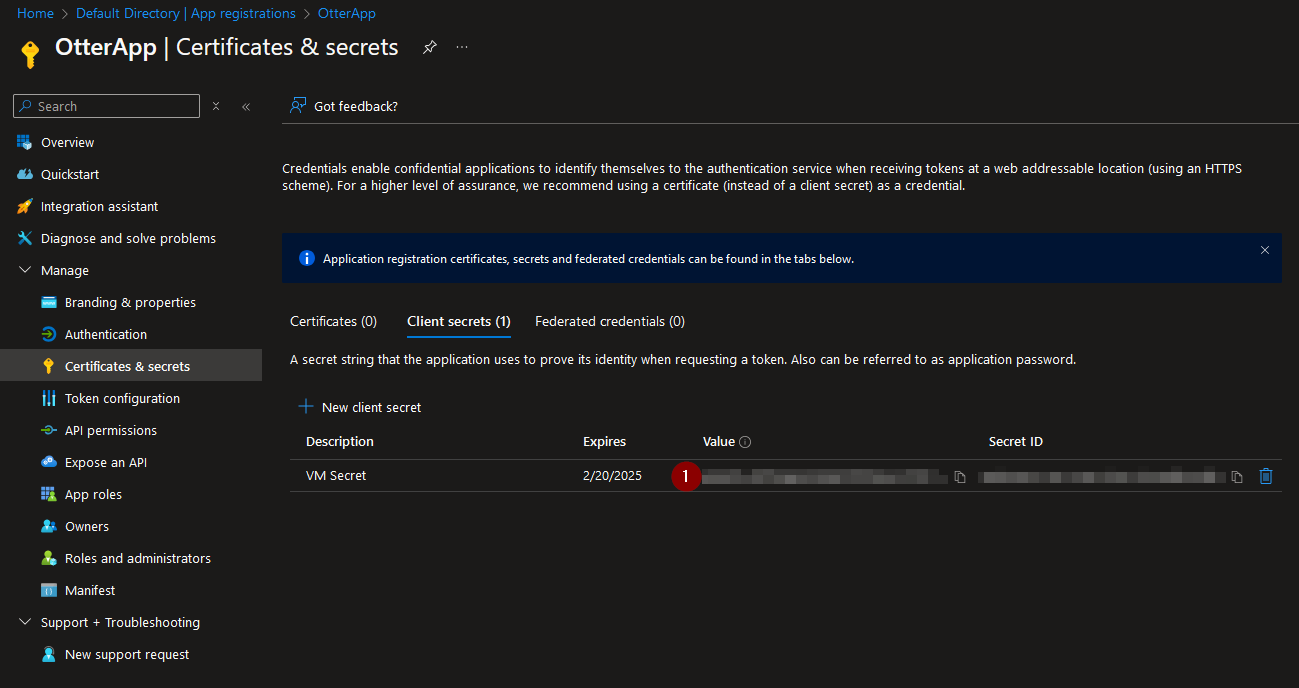 Home > Default Directory | App registrations > OtterApp
OtterApp | Certificates & secrets
Search
Overview
Quickstart
Integration assistant
Diagnose and solve problems
Manage
Branding & properties
Authentication
Certificates & secrets
Token configuration
API permissions
Expose an API
App roles
Owners
Roles and administrators
Manifest
Support + Troubleshooting
New support request
Got feedback?
Credentials enable confidential applications to identify themselves to the authentication service when receiving tokens at a web addressable location (using an HTTPS
scheme). For a higher level of assurance, we recommend using a certificate (instead of a client secret) as a credential.
Application registration certificates, secrets and federated credentials can be found in the tabs below.
Certificates (0) Client secrets (1) Federated credentials (0)
A secret string that the application uses to prove its identity when requesting a token. Also can be referred to as application password.
New client secret
Description Expires Value Secret ID
VM Secret 2/20/2025 1